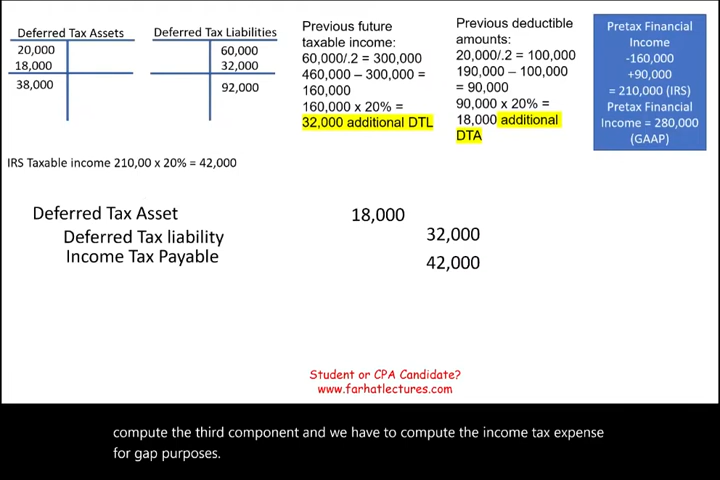 Deferred Tax Assets
20,000
18,000
38,000
Deferred Tax Liabilities
60,000
32,000
92,000
Previous future
taxable income:
60,000/.2 = 300,000
460,000 – 300,000 =
160,000
160,000 x 20% =
32,000 additional DTL
Previous deductible
amounts:
20,000/.2 = 100,000
190,000 – 100,000
= 90,000
90,000 x 20% =
18,000 additional
DTA
Pretax Financial
Income
-160,000
+90,000
= 210,000 (IRS)
Pretax Financial
Income = 280,000
(GAAP)
IRS Taxable income 210,00 x 20% = 42,000
Deferred Tax Asset 18,000
Deferred Tax liability 32,000
Income Tax Payable 42,000
Student or CPA Candidate?
www.farhatlectures.com
compute the third component and we have to compute the income tax expense
for gap purposes.